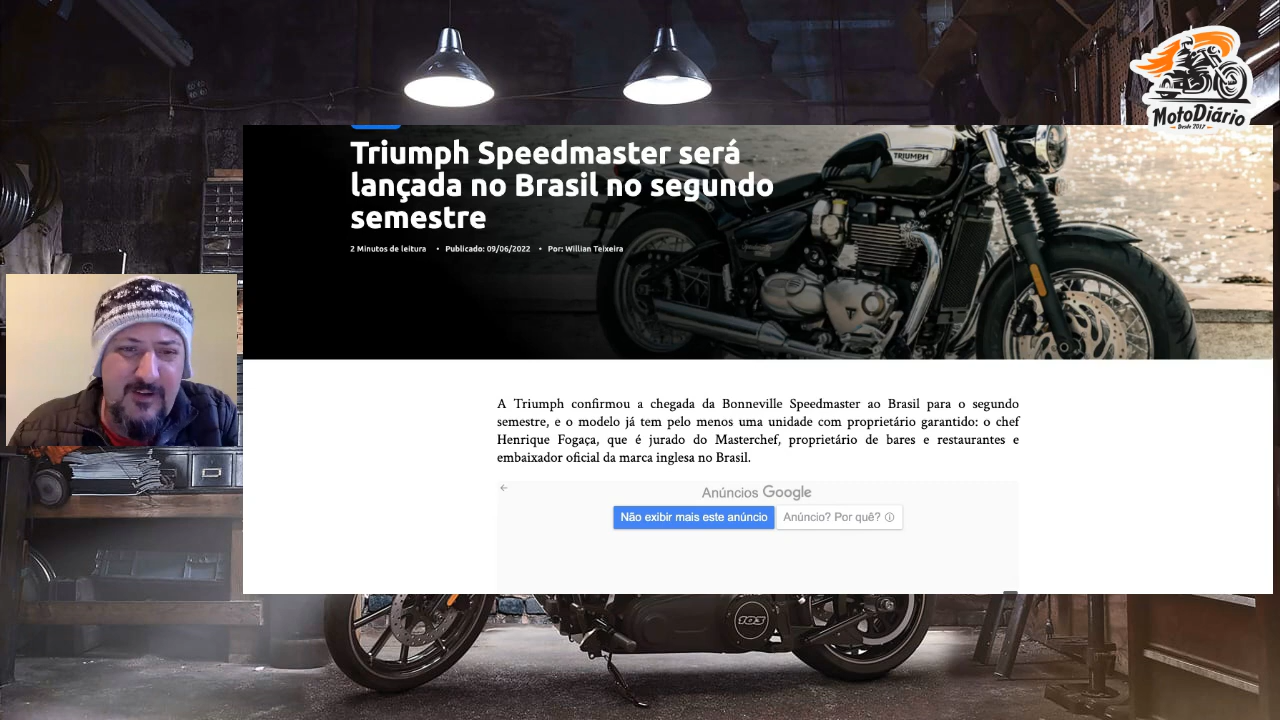 MotoDiário
Desde 2017
TRIUMPH
Triumph Speedmaster será
lançada no Brasil no segundo
semestre
2 Minutos de leitura • Publicado: 09/06/2022 • Por: Willian Teixeira
A Triumph confirmou a chegada da Bonneville Speedmaster ao Brasil para o segundo
semestre, e o modelo já tem pelo menos uma unidade com proprietário garantido: o chef
Henrique Fogaça, que é jurado do Masterchef, proprietário de bares e restaurantes e
embaixador oficial da marca inglesa no Brasil.
Anúncios Google
Não exibir mais este anúncio Anúncio? Por quê?
103